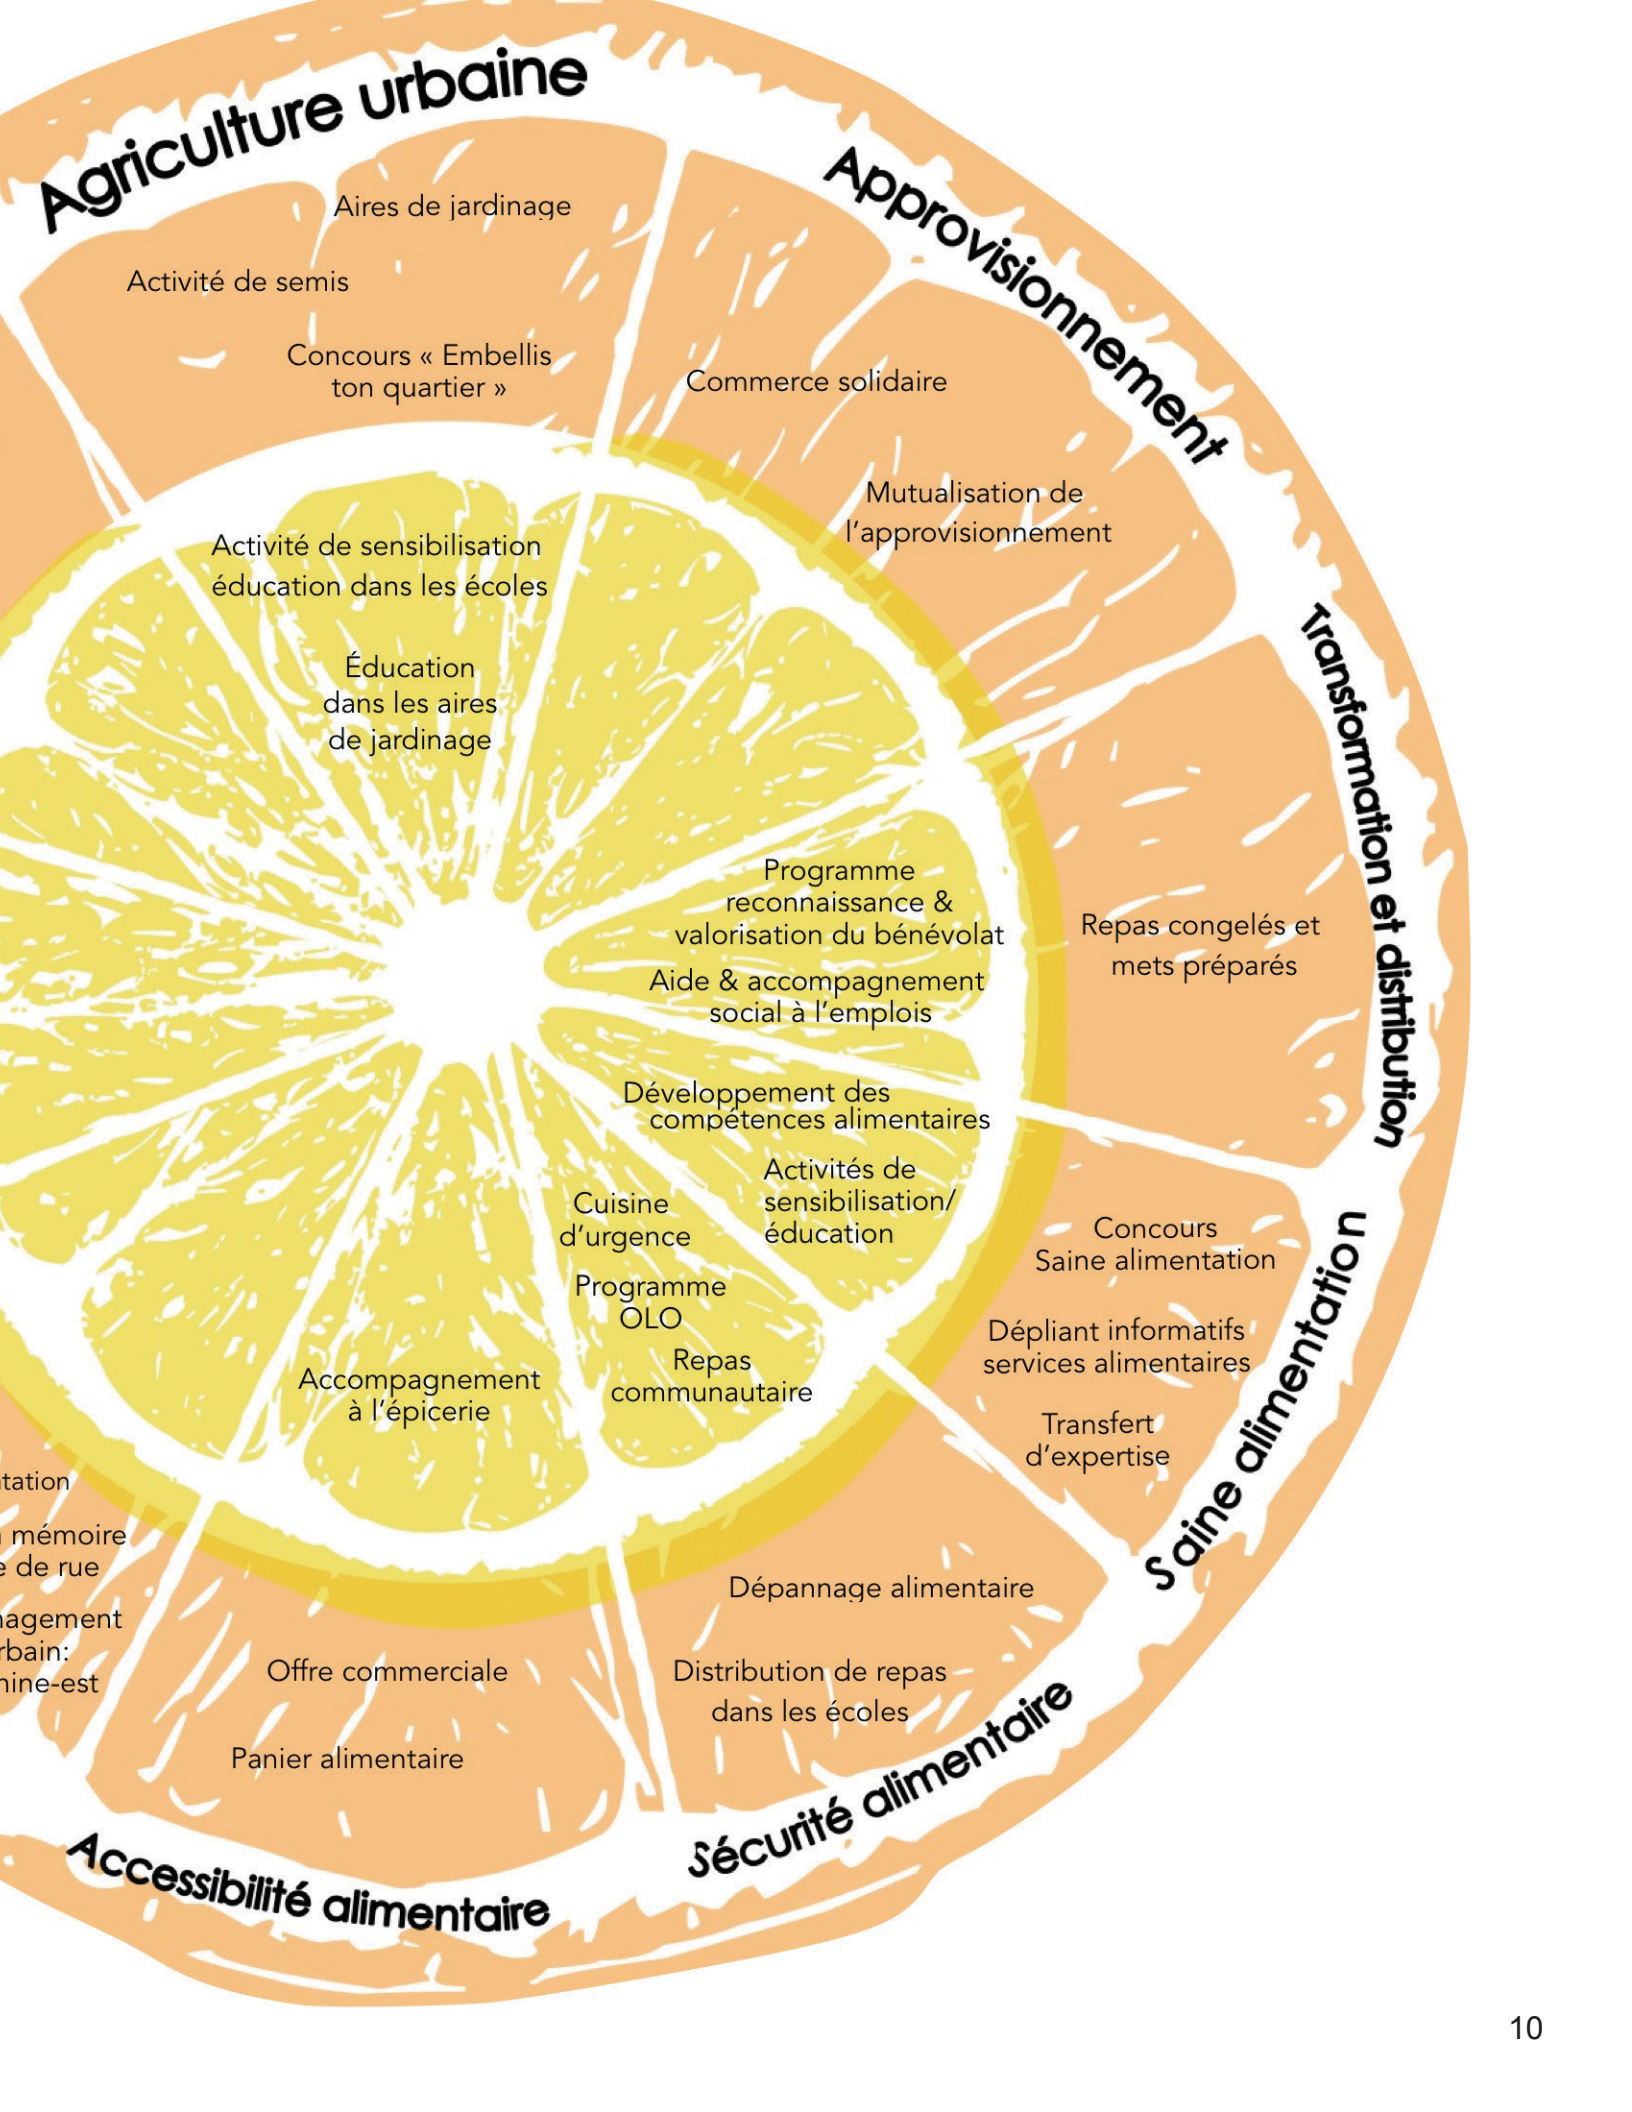 Agriculture urbaine
Aires de jardinage
Activité de semis
Concours « Embellis
ton quartier »
Activité de sensibilisation
éducation dans les écoles
Éducation
dans les aires
de jardinage
Approvisionnement
Commerce solidaire
Mutualisation de
l'approvisionnement
Transformation et distribution
Repas congelés et
mets préparés
Programme
reconnaissance &
valorisation du bénévolat
Aide & accompagnement
social à l'emplois
Saine alimentation
Développement des
compétences alimentaires
Activités de
sensibilisation/
éducation
Concours
Saine alimentation
Dépliant informatifs
services alimentaires
Transfert
d'expertise
Sécurité alimentaire
Cuisine
d'urgence
Programme
OLO
Repas
communautaire
Dépannage alimentaire
Distribution de repas
dans les écoles
Accessibilité alimentaire
Accompagnement
à l'épicerie
Offre commerciale
Panier alimentaire
tation
mémoire
de rue
agement
rbain:
ine-est
10